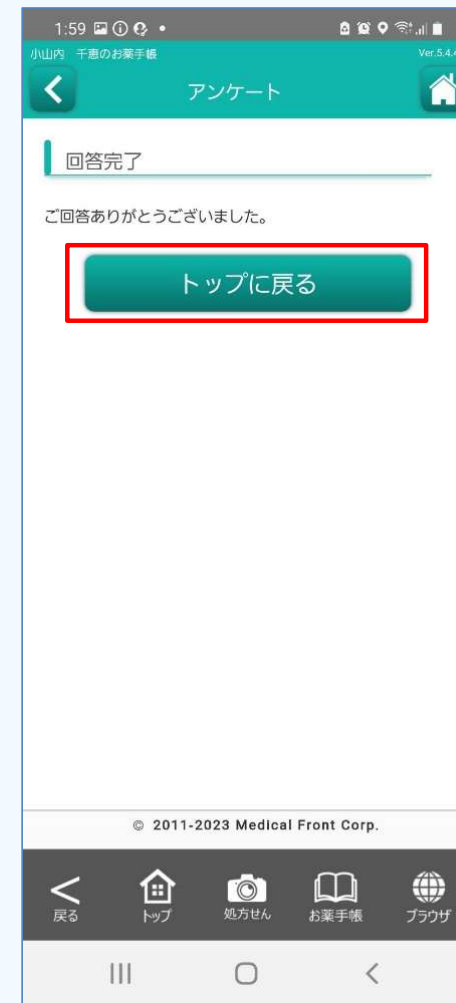 1:59
小山内 千恵のお薬手帳
Ver.5.4.4
アンケート
回答完了
ご回答ありがとうございました。
トップに戻る
© 2011-2023 Medical Front Corp.
戻る トップ 処方せん お薬手帳 ブラウザ